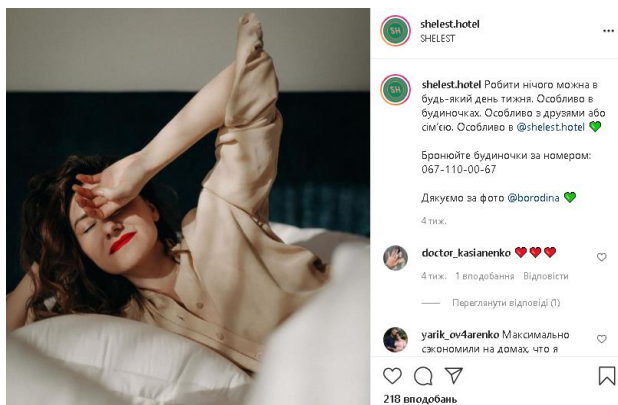 SH
shelest.hotel
SHELEST
SH
shelest.hotel Робити нічого можна в
будь-який день тижня. Особливо в
будиночках. Особливо з друзями або
сім'єю. Особливо в @shelest.hotel 💚
Бронюйте будиночки за номером:
067-110-00-67
Дякуємо за фото @borodina 💚
4 тиж.
doctor_kasianenko ❤️❤️❤️
4 тиж. 1 вподобання Відповісти
Переглянути відповіді (1)
yarik_ov4arenko Максимально
сэкономили на домах, что я
218 вподобань